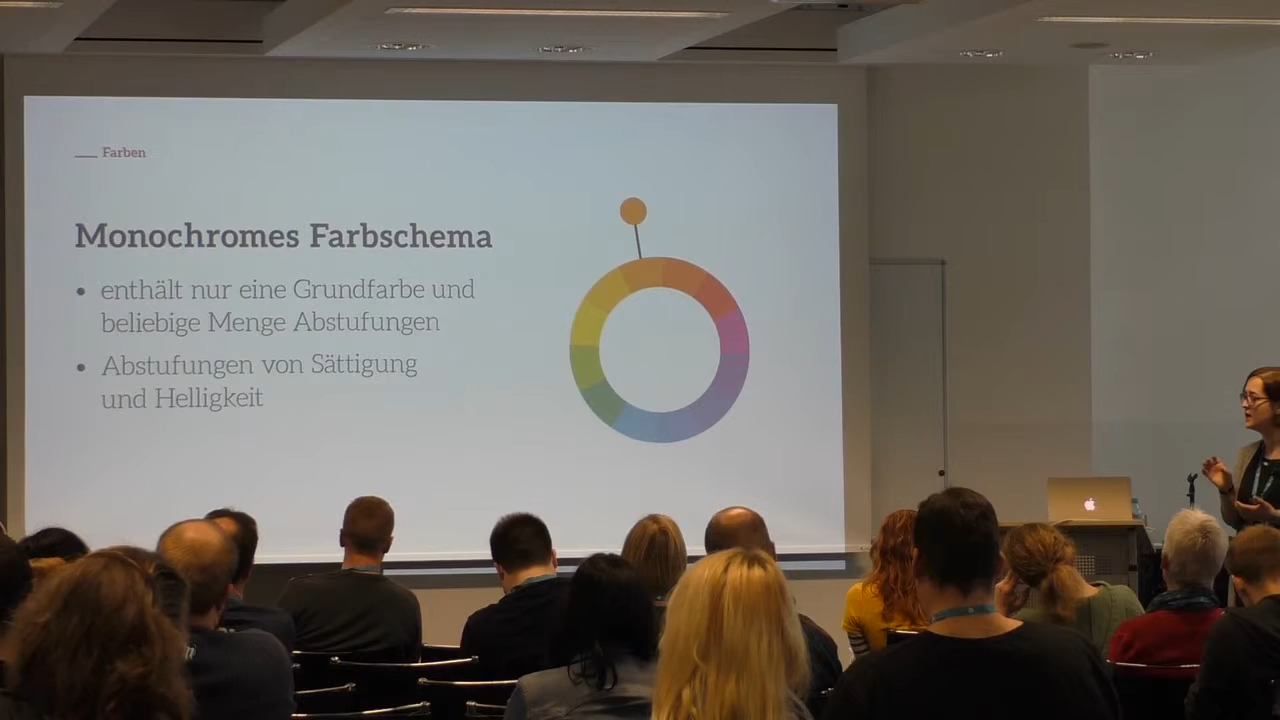 Farben
Monochromes Farbschema
• enthält nur eine Grundfarbe und
beliebige Menge Abstufungen
• Abstufungen von Sättigung
und Helligkeit